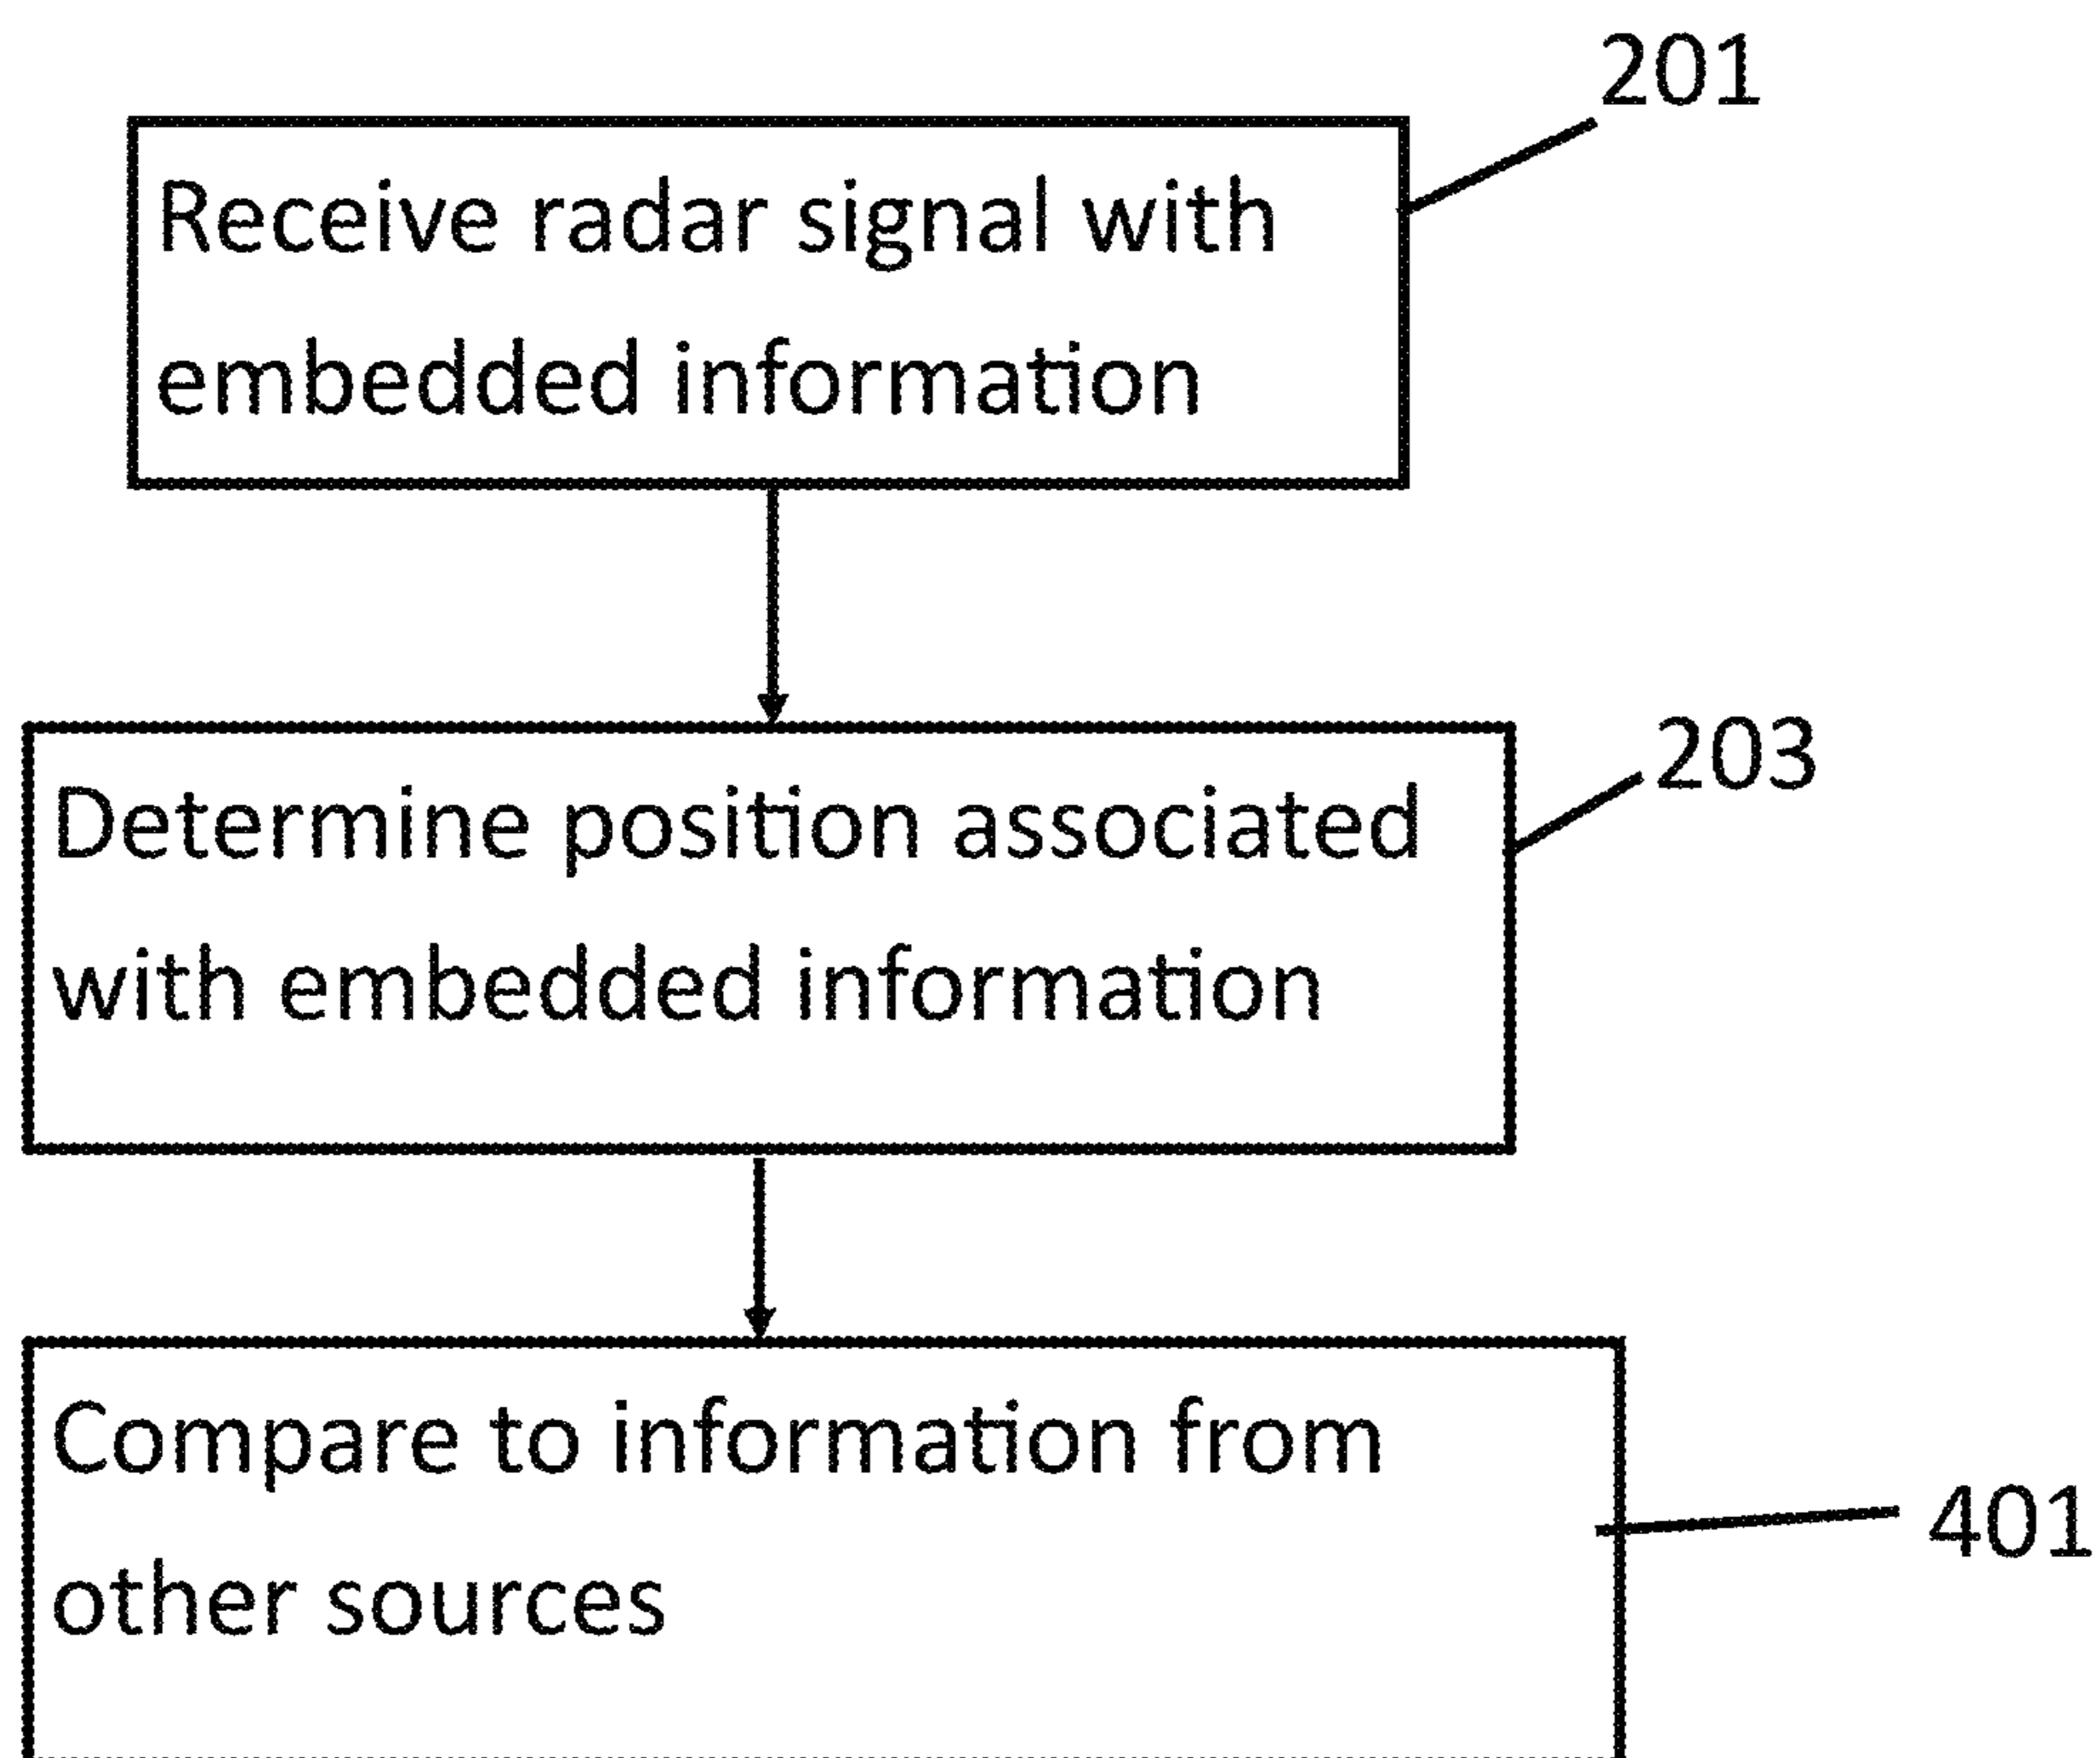 201
Receive radar signal with
embedded information
203
Determine position associated
with embedded information
Compare to information from
other sources
401